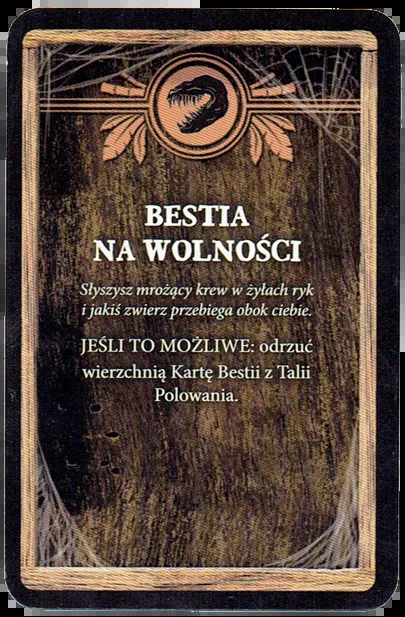 BESTIA
NA WOLNOŚCI
Słyszysz mrożący krew w żyłach ryk
i jakiś zwierz przebiega obok ciebie.
JEŚLI TO MOŻLIWE: odrzuć
wierzchnią Kartę Bestii z Talii
Polowania.